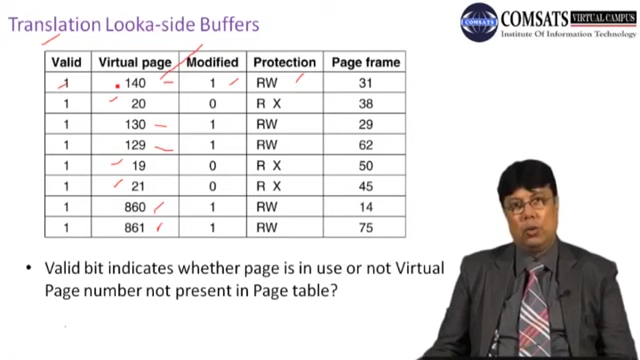 Translation Looka-side Buffers
COMSATS VIRTUAL CAMPUS
Institute Of Information Technology
Valid Virtual page Modified Protection Page frame
1 140 1 RW 31
1 20 0 R X 38
1 130 1 RW 29
1 129 1 RW 62
1 19 0 R X 50
1 21 0 R X 45
1 860 1 RW 14
1 861 1 RW 75
• Valid bit indicates whether page is in use or not Virtual
Page number not present in Page table?